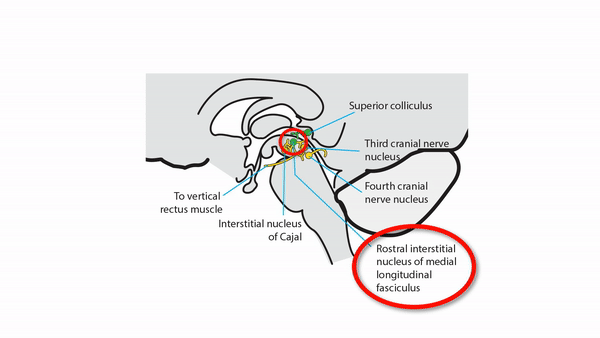 Superior colliculus
Third cranial nerve
nucleus
Fourth cranial
nerve nucleus
To vertical
rectus muscle
Interstitial nucleus
of Cajal
Rostral interstitial
nucleus of medial
longitudinal
fasciculus